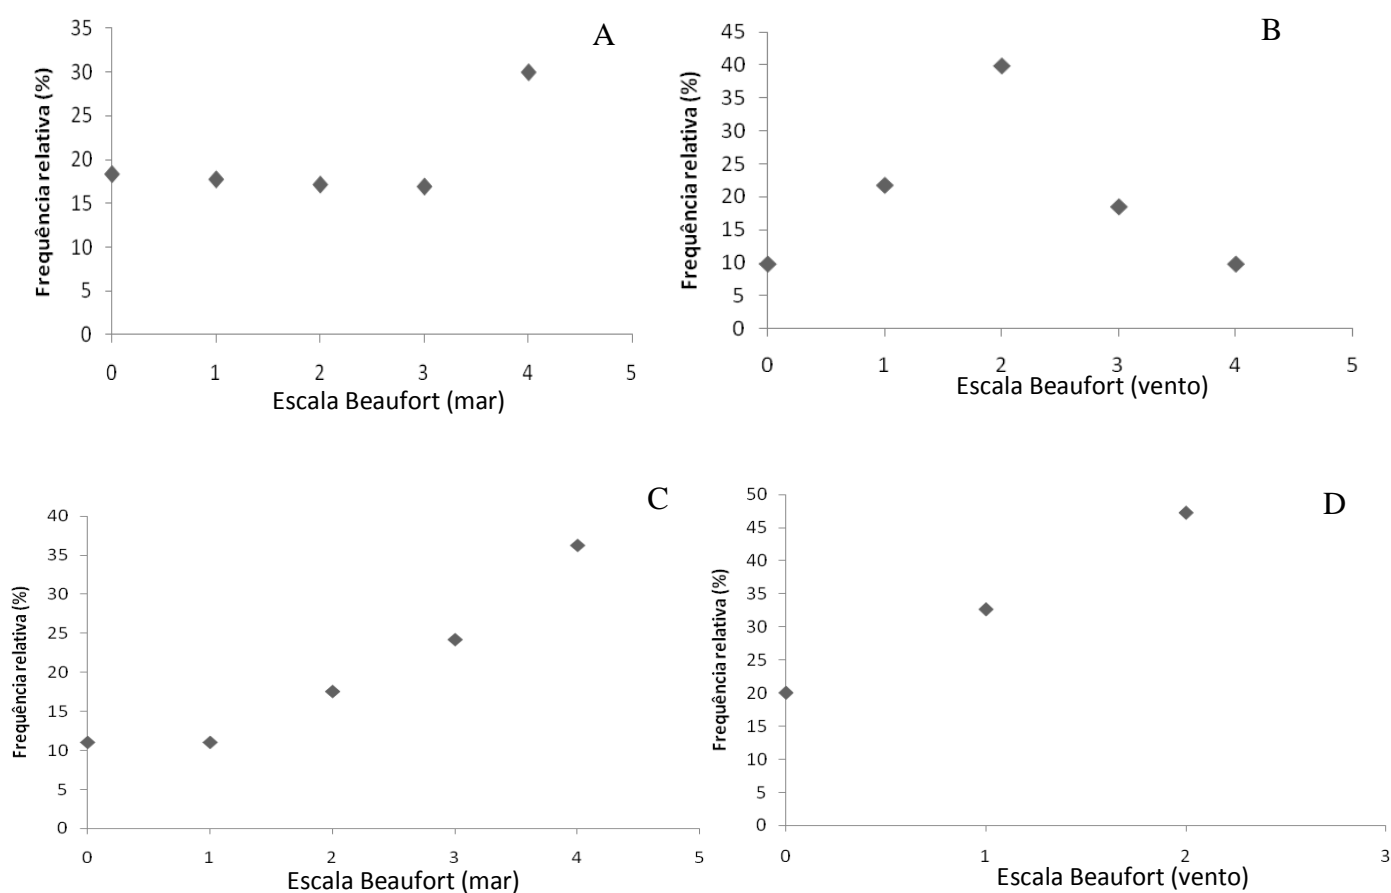 A
Frequência relativa (%)
35
30
25
20
15
10
5
0
0 1 2 3 4 5
Escala Beaufort (mar)
B
Frequência relativa (%)
45
40
35
30
25
20
15
10
5
0
0 1 2 3 4 5
Escala Beaufort (vento)
C
Frequência relativa (%)
40
35
30
25
20
15
10
5
0
0 1 2 3 4 5
Escala Beaufort (mar)
D
Frequência relativa (%)
50
45
40
35
30
25
20
15
10
5
0
0 1 2 3
Escala Beaufort (vento)